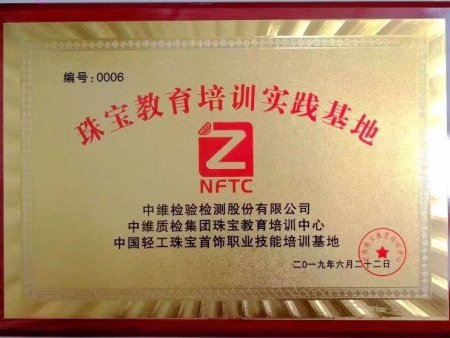 编号:0006
珠宝教育培训实践基地
Z
NFTC
中维检验检测股份有限公司
中维质检集团珠宝教育培训中心
中国轻工珠宝首饰职业技能培训基地
二〇一九年六月二十二日